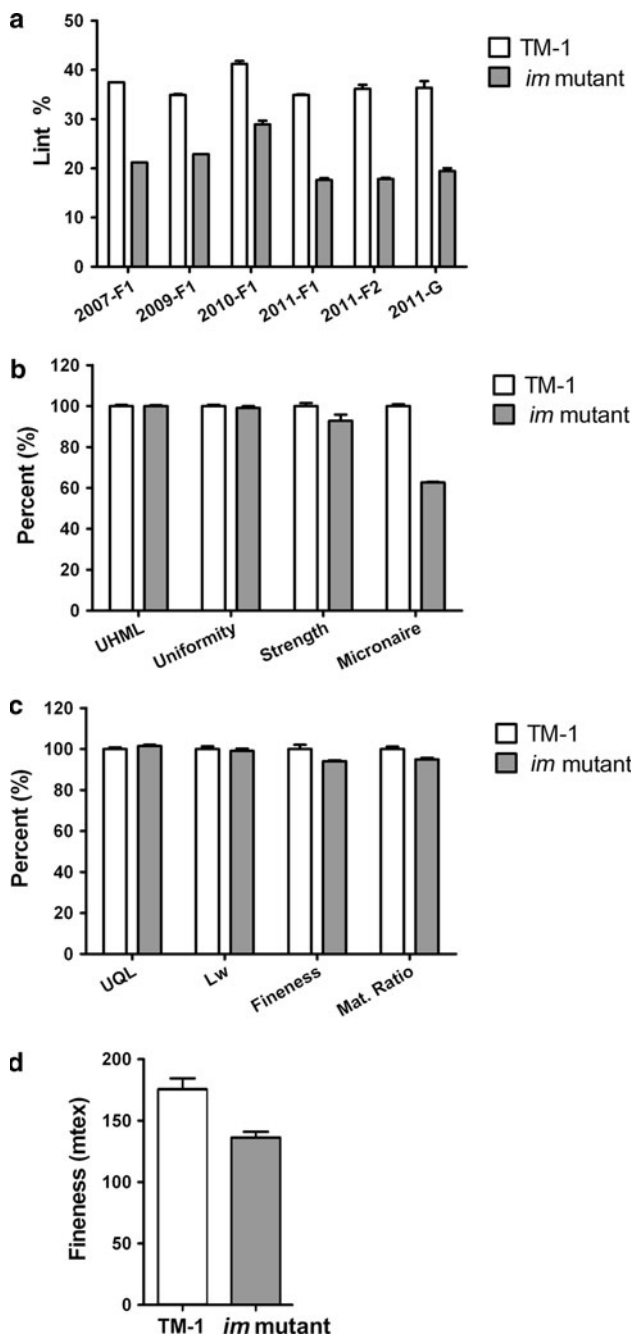 a
Lint %
50
40
30
20
10
0
2007-F1
2009-F1
2010-F1
2011-F1
2011-F2
2011-G
TM-1
im mutant
b
Percent (%)
120
100
80
60
40
20
0
UHML
Uniformity
Strength
Micronaire
TM-1
im mutant
c
Percent (%)
120
100
80
60
40
20
0
UQL
Lw
Fineness
Mat. Ratio
TM-1
im mutant
d
Fineness (mtex)
200
150
100
50
0
TM-1
im mutant